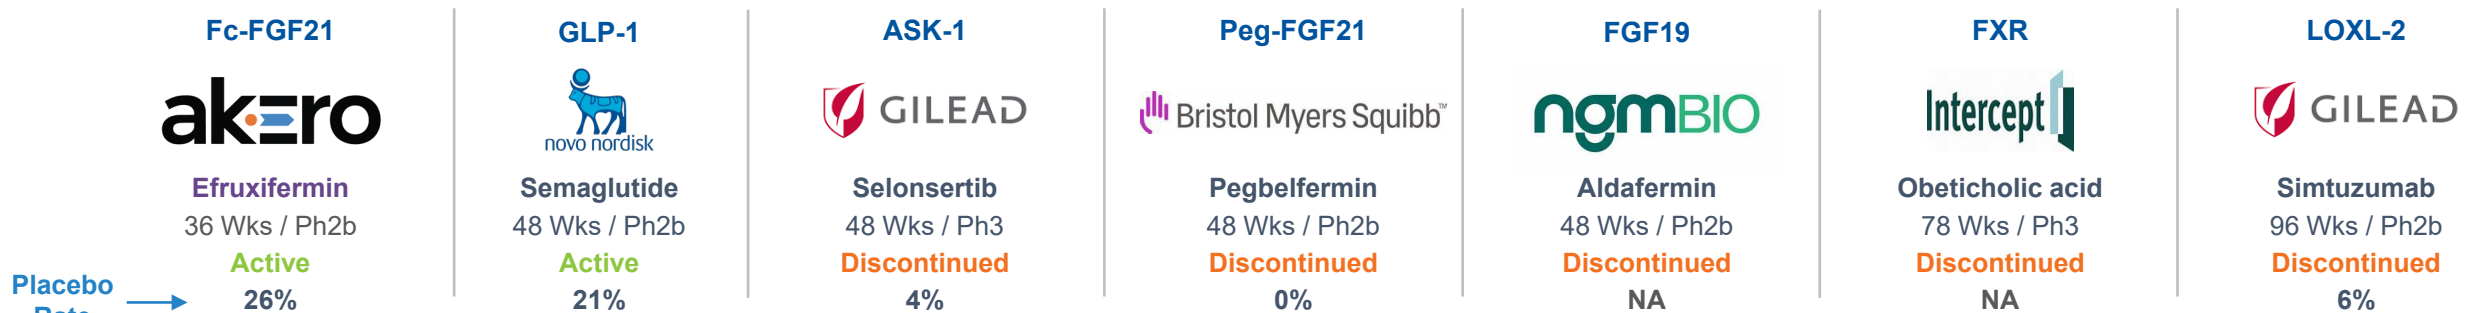 Fc-FGF21
akero
Efruxifermin
36 Wks / Ph2b
Active
26%
GLP-1
novo nordisk
Semaglutide
48 Wks / Ph2b
Active
21%
ASK-1
GILEAD
Selonsertib
48 Wks / Ph3
Discontinued
4%
Peg-FGF21
Bristol Myers Squibb™
Pegbelfermin
48 Wks / Ph2b
Discontinued
0%
FGF19
ngmBIO
Aldafermin
48 Wks / Ph2b
Discontinued
NA
FXR
Intercept
Obeticholic acid
78 Wks / Ph3
Discontinued
NA
LOXL-2
GILEAD
Simtuzumab
96 Wks / Ph2b
Discontinued
6%
Placebo